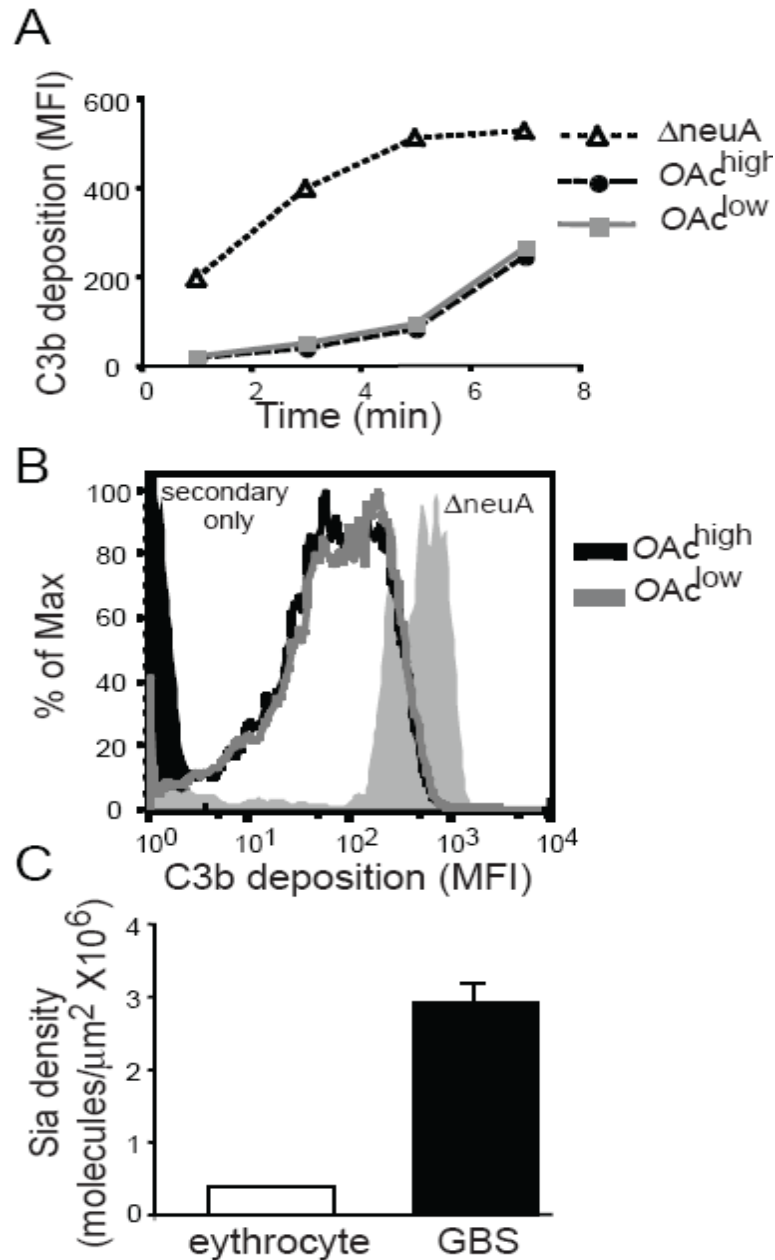 A
C3b deposition (MFI)
600
400
200
0
0
2
4
6
8
Time (min)
ΔneuA
OAc^high
OAc^low
B
% of Max
100
80
60
40
20
0
secondary
only
ΔneuA
10^0
10^1
10^2
10^3
10^4
C3b deposition (MFI)
OAc^high
OAc^low
C
Sia density
(molecules/μm² X10⁶)
4
3
2
1
0
eythrocyte
GBS